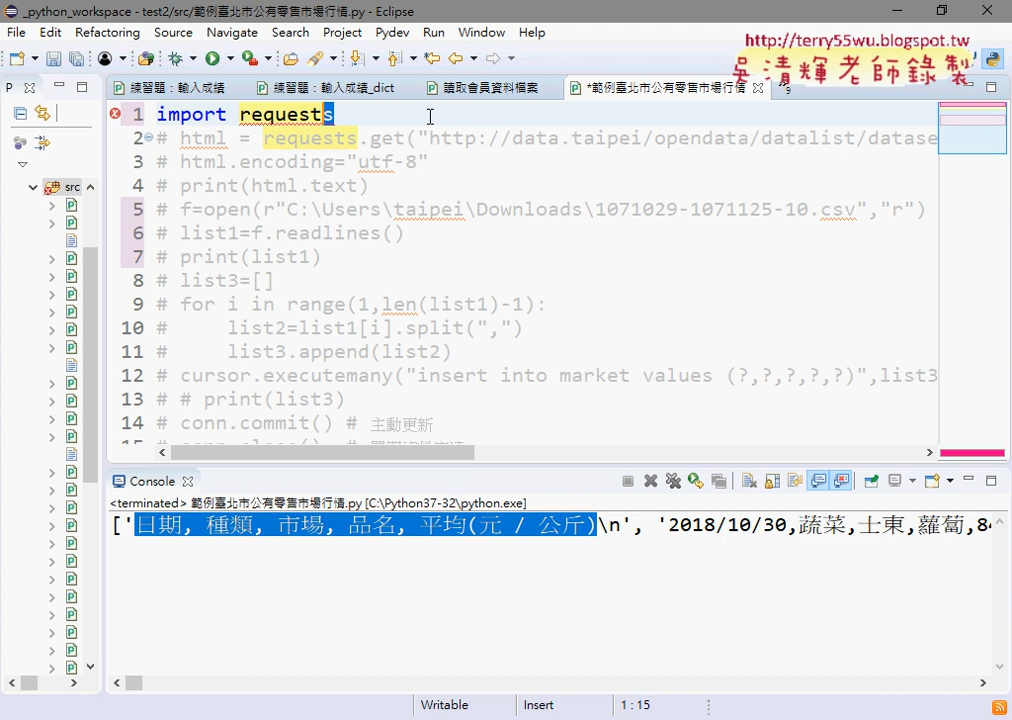 _python_workspace - test2/src/範例臺北市公有零售市場行情.py - Eclipse
File Edit Refactoring Source Navigate Search Project Pydev Run Window Help
http://terry55wu.blogspot.tw
吳清輝老師錄製
P
練習題：輸入成績
練習題：輸入成績_dict
讀取會員資料檔案
*範例臺北市公有零售市場行情
src
1 import requests
2 # html = requests.get("http://data.taipei/opendata/datalist/datase
3 # html.encoding="utf-8"
4 # print(html.text)
5 # f=open(r"C:\Users\taipei\Downloads\1071029-1071125-10.csv","r")
6 # list1=f.readlines()
7 # print(list1)
8 # list3=[]
9 # for i in range(1,len(list1)-1):
10 #     list2=list1[i].split(",")
11 #     list3.append(list2)
12 # cursor.executemany("insert into market values (?,?,?,?,?)",list3
13 # # print(list3)
14 # conn.commit() # 主動更新
Console
<terminated> 範例臺北市公有零售市場行情.py [C:\Python37-32\python.exe]
['日期, 種類, 市場, 品名, 平均(元 / 公斤)\n', '2018/10/30,蔬菜,士東,蘿蔔,84
Writable Insert 1 : 15